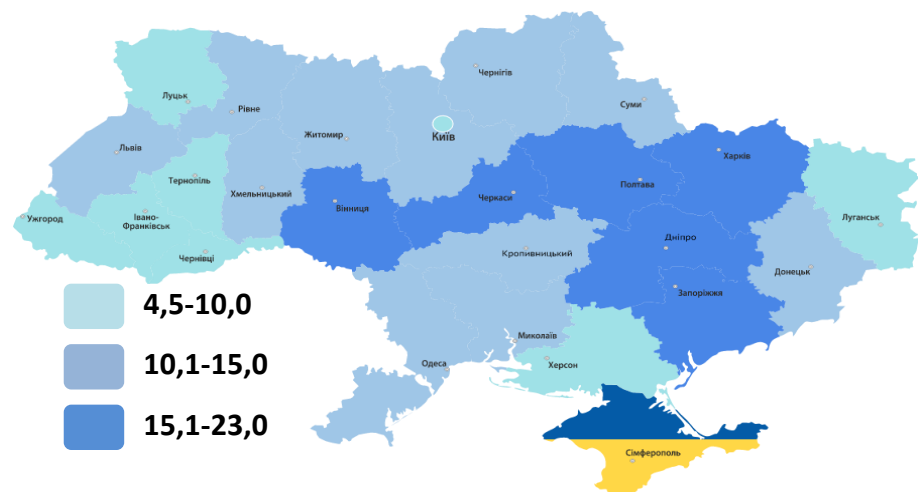 Чернігів
Луцьк
Суми
Рівне
Київ
Житомир
Львів
Харків
Тернопіль
Полтава
Хмельницький
Черкаси
Вінниця
Ужгород
Івано-
Франківськ
Луганськ
Дніпро
Чернівці
Кропивницький
Донецьк
Запоріжжя
4,5-10,0
Миколаїв
10,1-15,0
Одеса
Херсон
15,1-23,0
Сімферополь